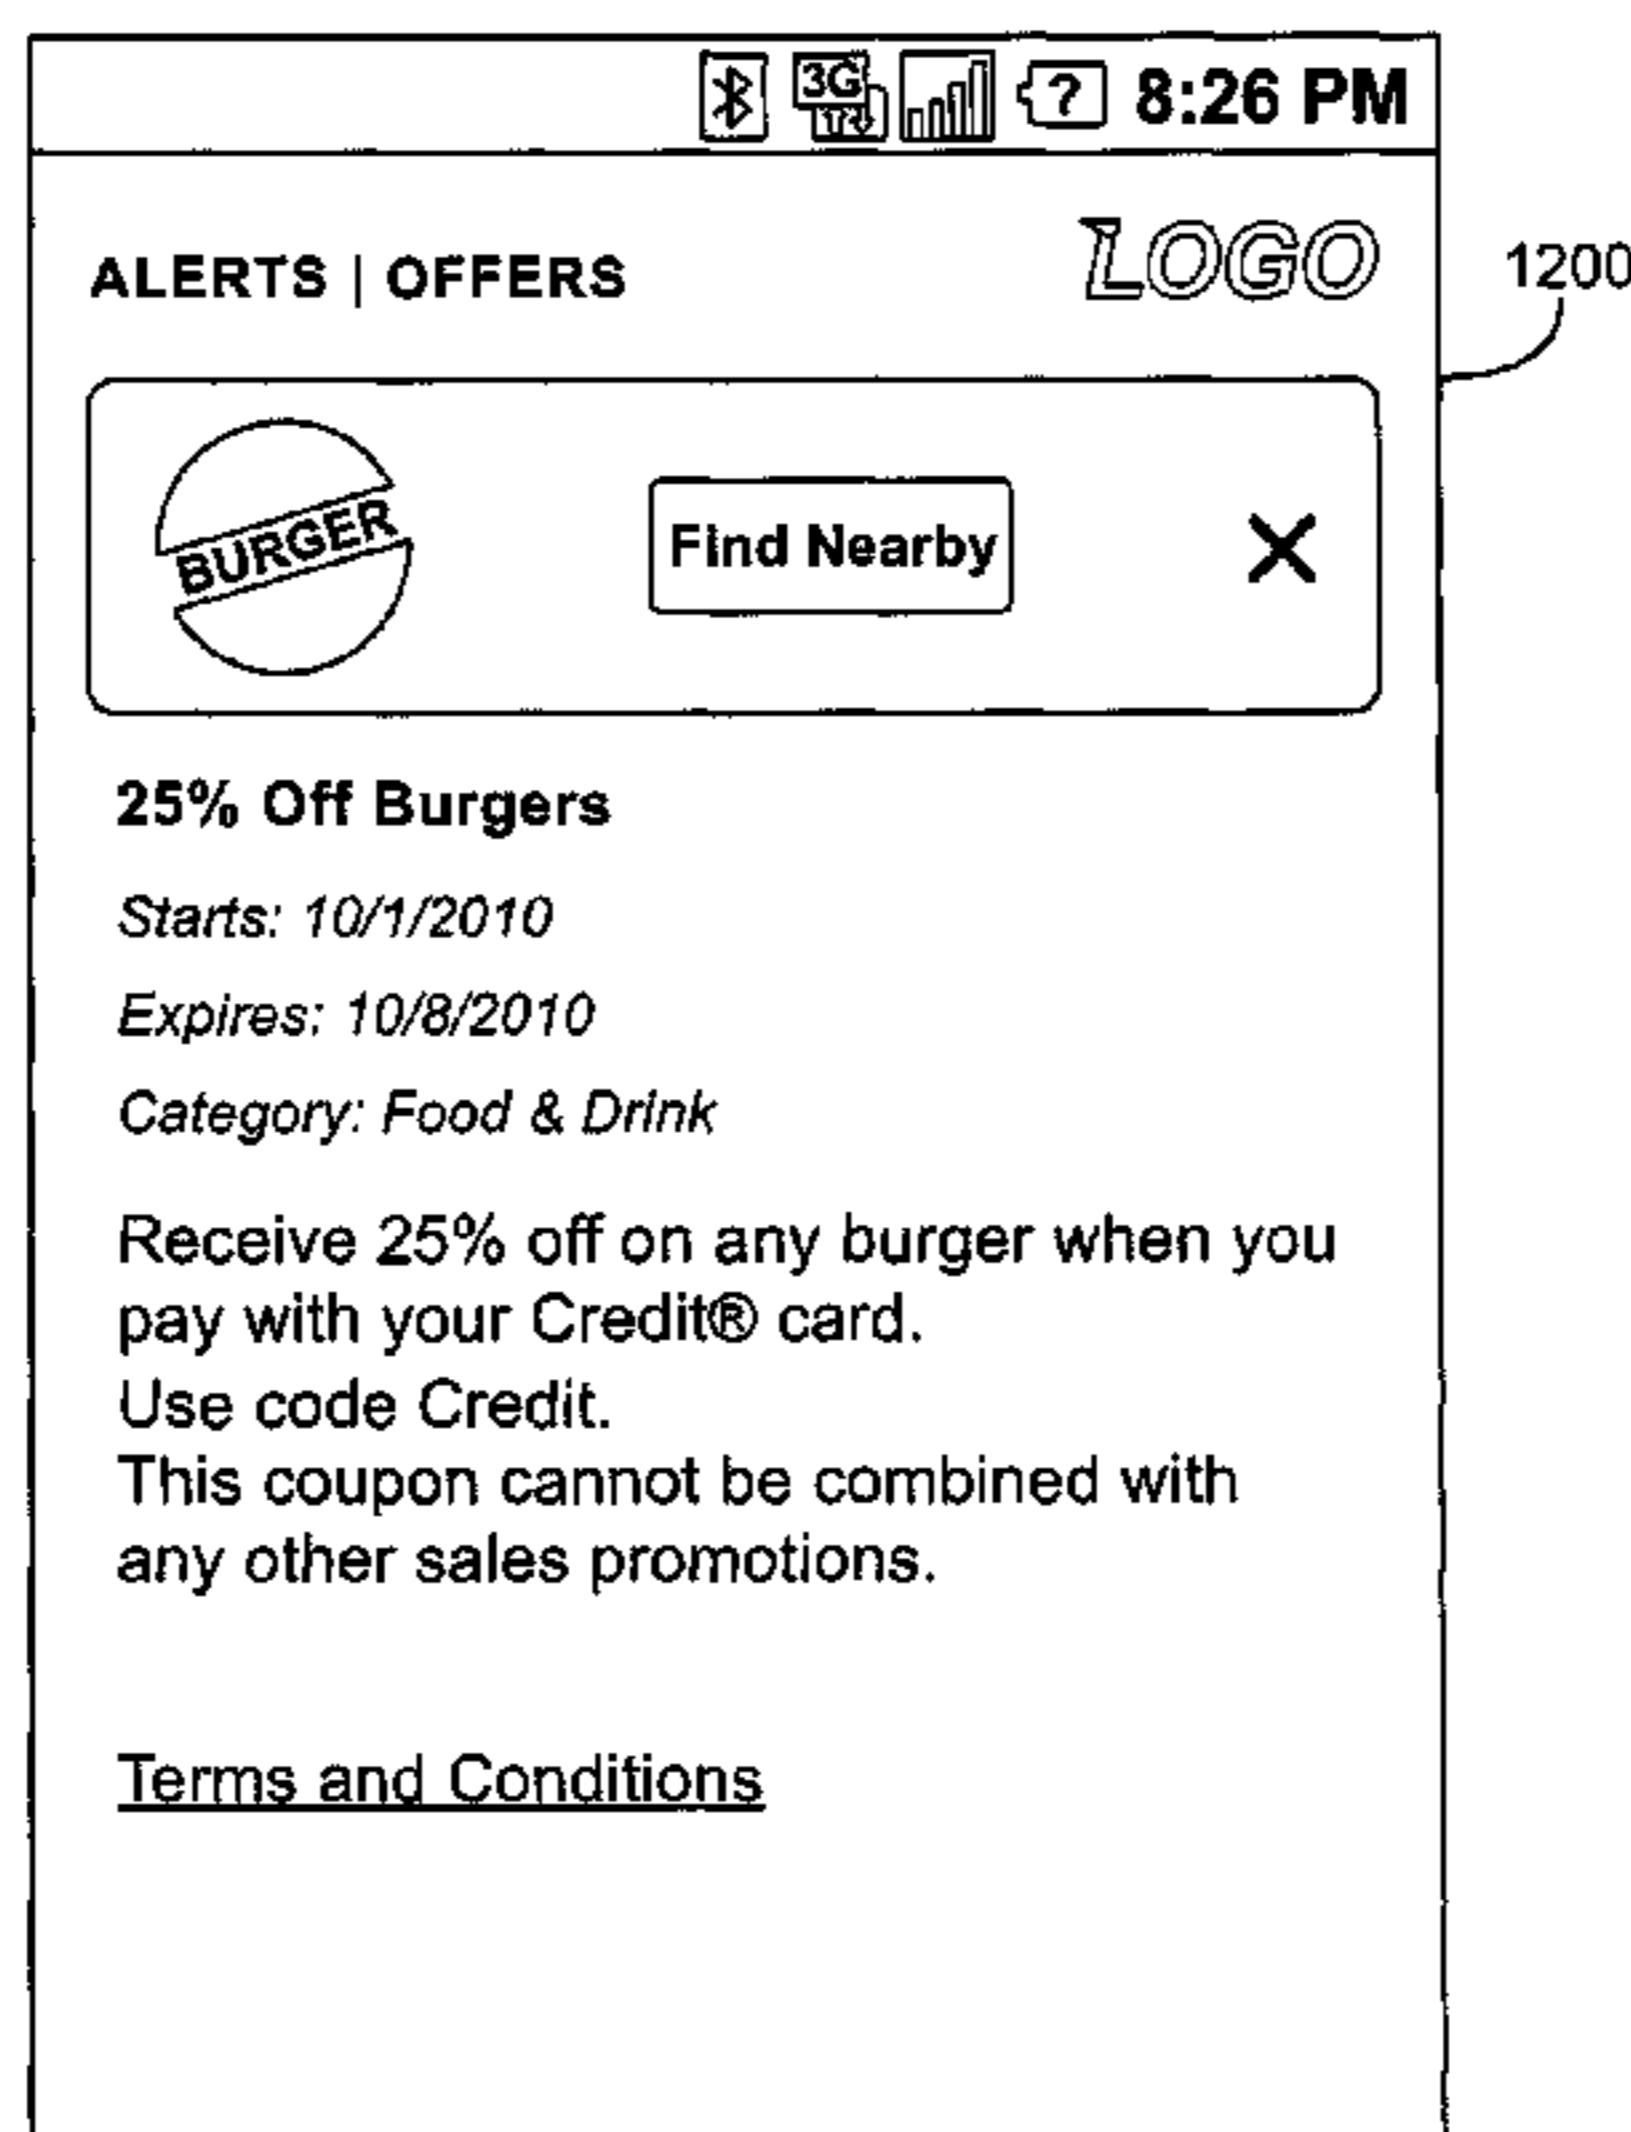 3G ? 8:26 PM
ALERTS | OFFERS LOGO
1200
BURGER Find Nearby X
25% Off Burgers
Starts: 10/1/2010
Expires: 10/8/2010
Category: Food & Drink
Receive 25% off on any burger when you
pay with your Credit® card.
Use code Credit.
This coupon cannot be combined with
any other sales promotions.
Terms and Conditions